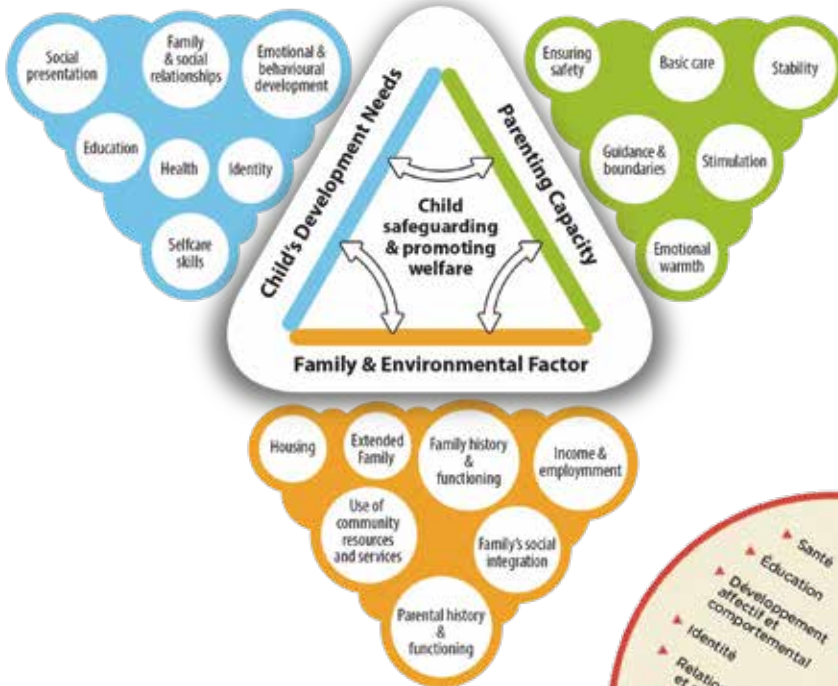 Social
presentation
Family
& social
relationships
Emotional &
behavioural
development
Education
Health
Identity
Selfcare
skills
Child's Development Needs
Parenting Capacity
Child
safeguarding
& promoting
welfare
Family & Environmental Factor
Ensuring
safety
Basic care
Stability
Guidance &
boundaries
Stimulation
Emotional
warmth
Housing
Extended
Family
Family history
&
functioning
Income &
employmment
Use of
community
resources
and services
Family's social
integration
Parental history
&
functioning
Santé
Éducation
Développement
affectif et
comportemental
Identité